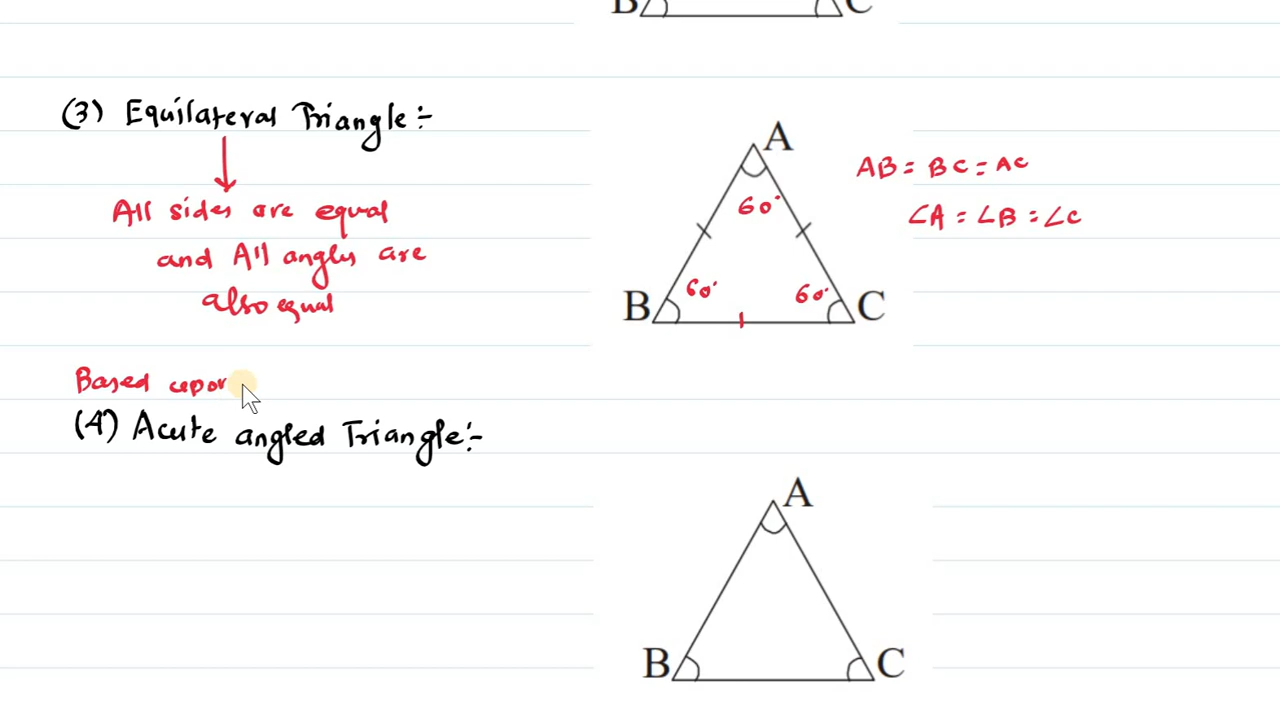 B C
(3) Equilateral Triangle:-
All sides are equal
and All angles are
also equal
A
60°
B 60° 60° C
AB = BC = AC
∠A = ∠B = ∠C
Based upon
(4) Acute angled Triangle:-
A
B C